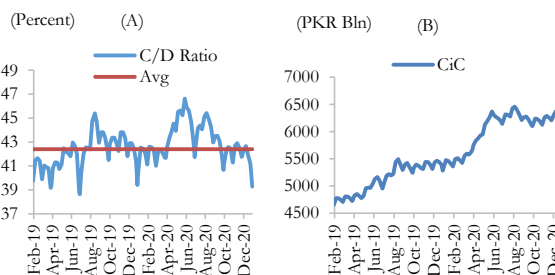 (Percent) (A)
C/D Ratio
Avg
49
47
45
43
41
39
37
Feb-19
Apr-19
Jun-19
Aug-19
Oct-19
Dec-19
Feb-20
Apr-20
Jun-20
Aug-20
Oct-20
Dec-20
(PKR Bln) (B)
CiC
7000
6500
6000
5500
5000
4500
Feb-19
Apr-19
Jun-19
Aug-19
Oct-19
Dec-19
Feb-20
Apr-20
Jun-20
Aug-20
Oct-20
Dec-20